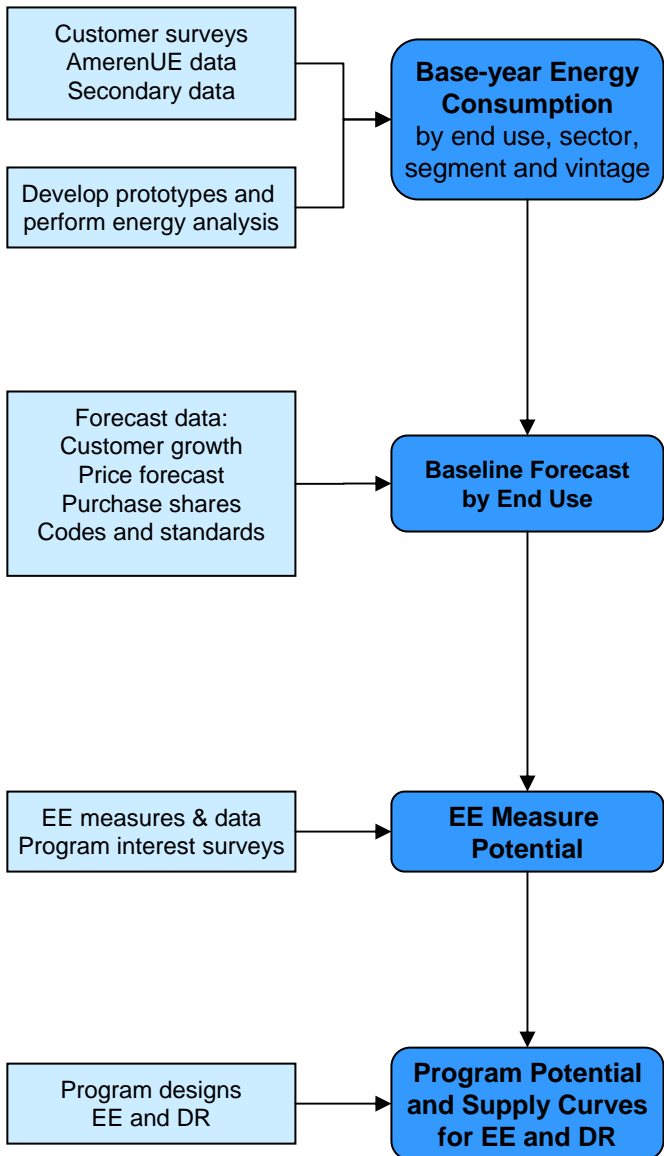 Customer surveys
AmerenUE data
Secondary data
Base-year Energy
Consumption
by end use, sector,
segment and vintage
Develop prototypes and
perform energy analysis
Forecast data:
Customer growth
Price forecast
Purchase shares
Codes and standards
Baseline Forecast
by End Use
EE measures & data
Program interest surveys
EE Measure
Potential
Program designs
EE and DR
Program Potential
and Supply Curves
for EE and DR